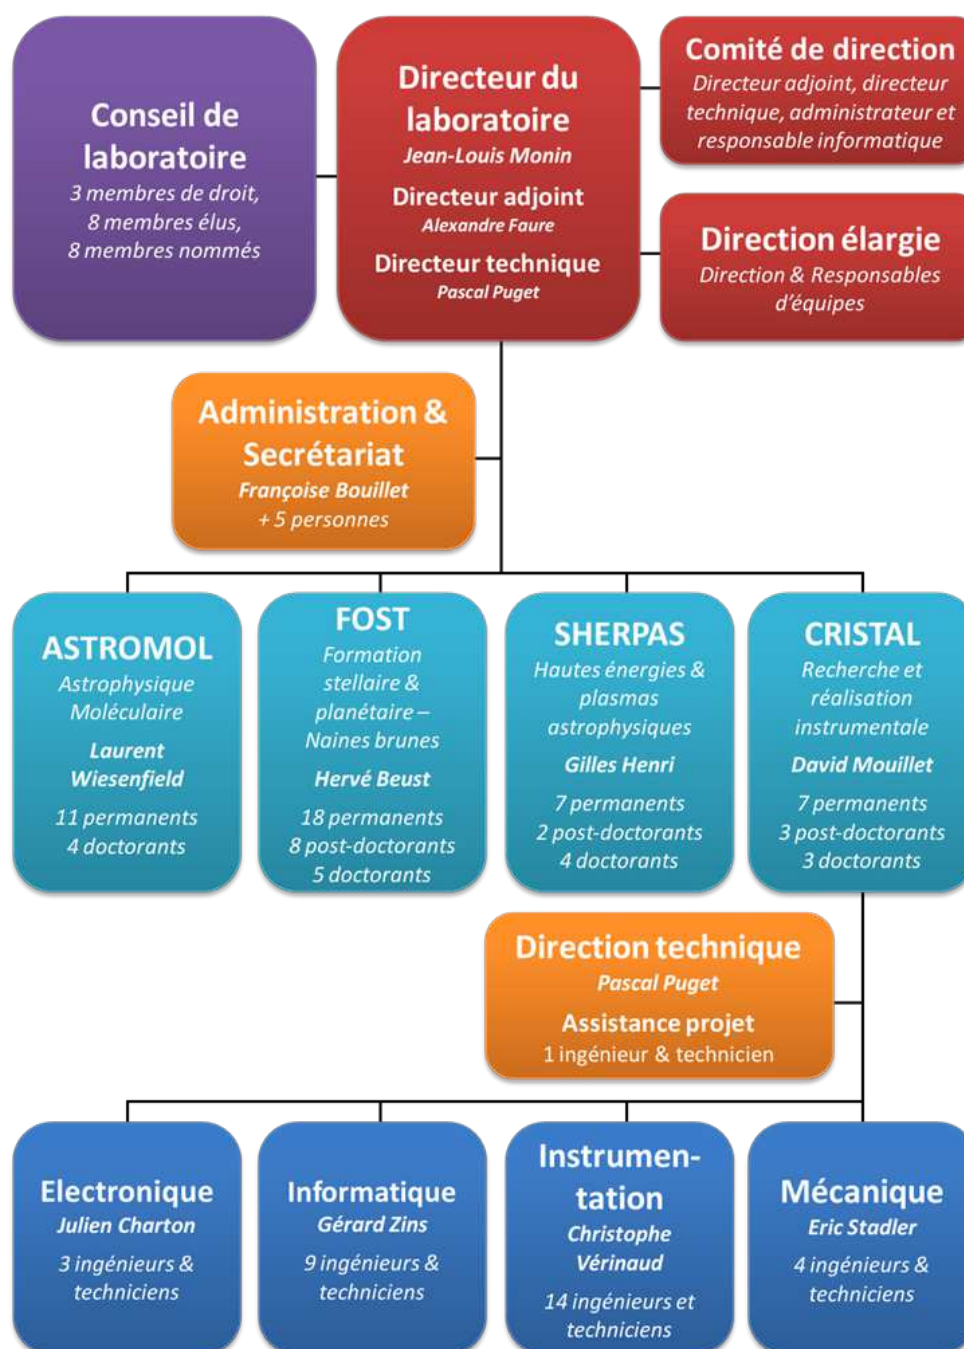 Conseil de
laboratoire
3 membres de droit,
8 membres élus,
8 membres nommés
Directeur du
laboratoire
Jean-Louis Monin
Directeur adjoint
Alexandre Faure
Directeur technique
Pascal Puget
Comité de direction
Directeur adjoint, directeur
technique, administrateur et
responsable informatique
Direction élargie
Direction & Responsables
d'équipes
Administration &
Secrétariat
Françoise Bouillet
+ 5 personnes
ASTROMOL
Astrophysique
Moléculaire
Laurent
Wiesenfield
11 permanents
4 doctorants
FOST
Formation
stellaire &
planétaire –
Naines brunes
Hervé Beust
18 permanents
8 post-doctorants
5 doctorants
SHERPAS
Hautes énergies &
plasmas
astrophysiques
Gilles Henri
7 permanents
2 post-doctorants
4 doctorants
CRISTAL
Recherche et
réalisation
instrumentale
David Mouillet
7 permanents
3 post-doctorants
3 doctorants
Direction technique
Pascal Puget
Assistance projet
1 ingénieur & technicien
Electronique
Julien Charton
3 ingénieurs &
techniciens
Informatique
Gérard Zins
9 ingénieurs &
techniciens
Instrumen-
tation
Christophe
Vérinaud
14 ingénieurs et
techniciens
Mécanique
Eric Stadler
4 ingénieurs &
techniciens